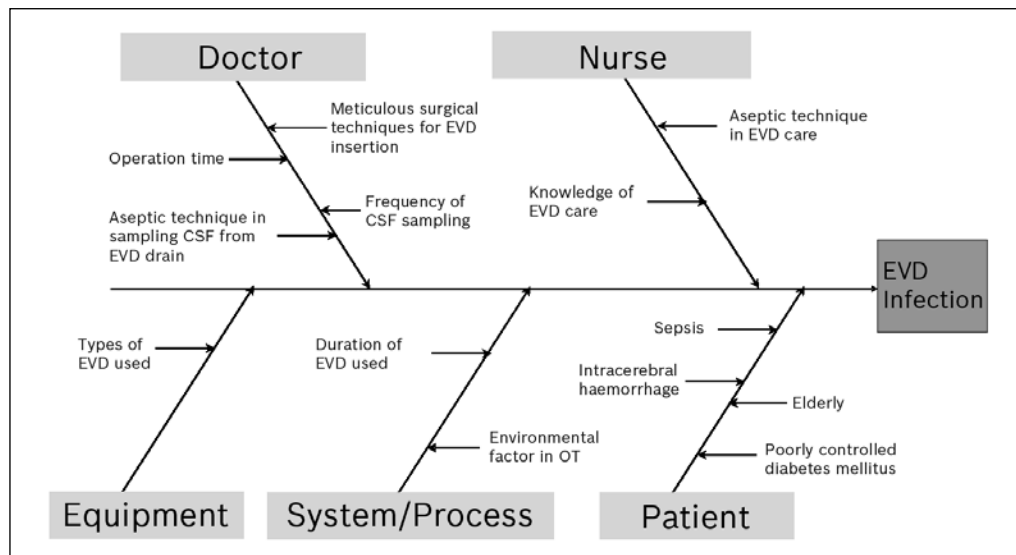 Doctor
Nurse
Meticulous surgical
techniques for EVD
insertion
Operation time
Frequency of
CSF sampling
Aseptic technique in
sampling CSF from
EVD drain
Aseptic technique
in EVD care
Knowledge of
EVD care
EVD
Infection
Types of
EVD used
Duration of
EVD used
Environmental
factor in OT
Sepsis
Intracerebral
haemorrhage
Elderly
Poorly controlled
diabetes mellitus
Equipment
System/Process
Patient